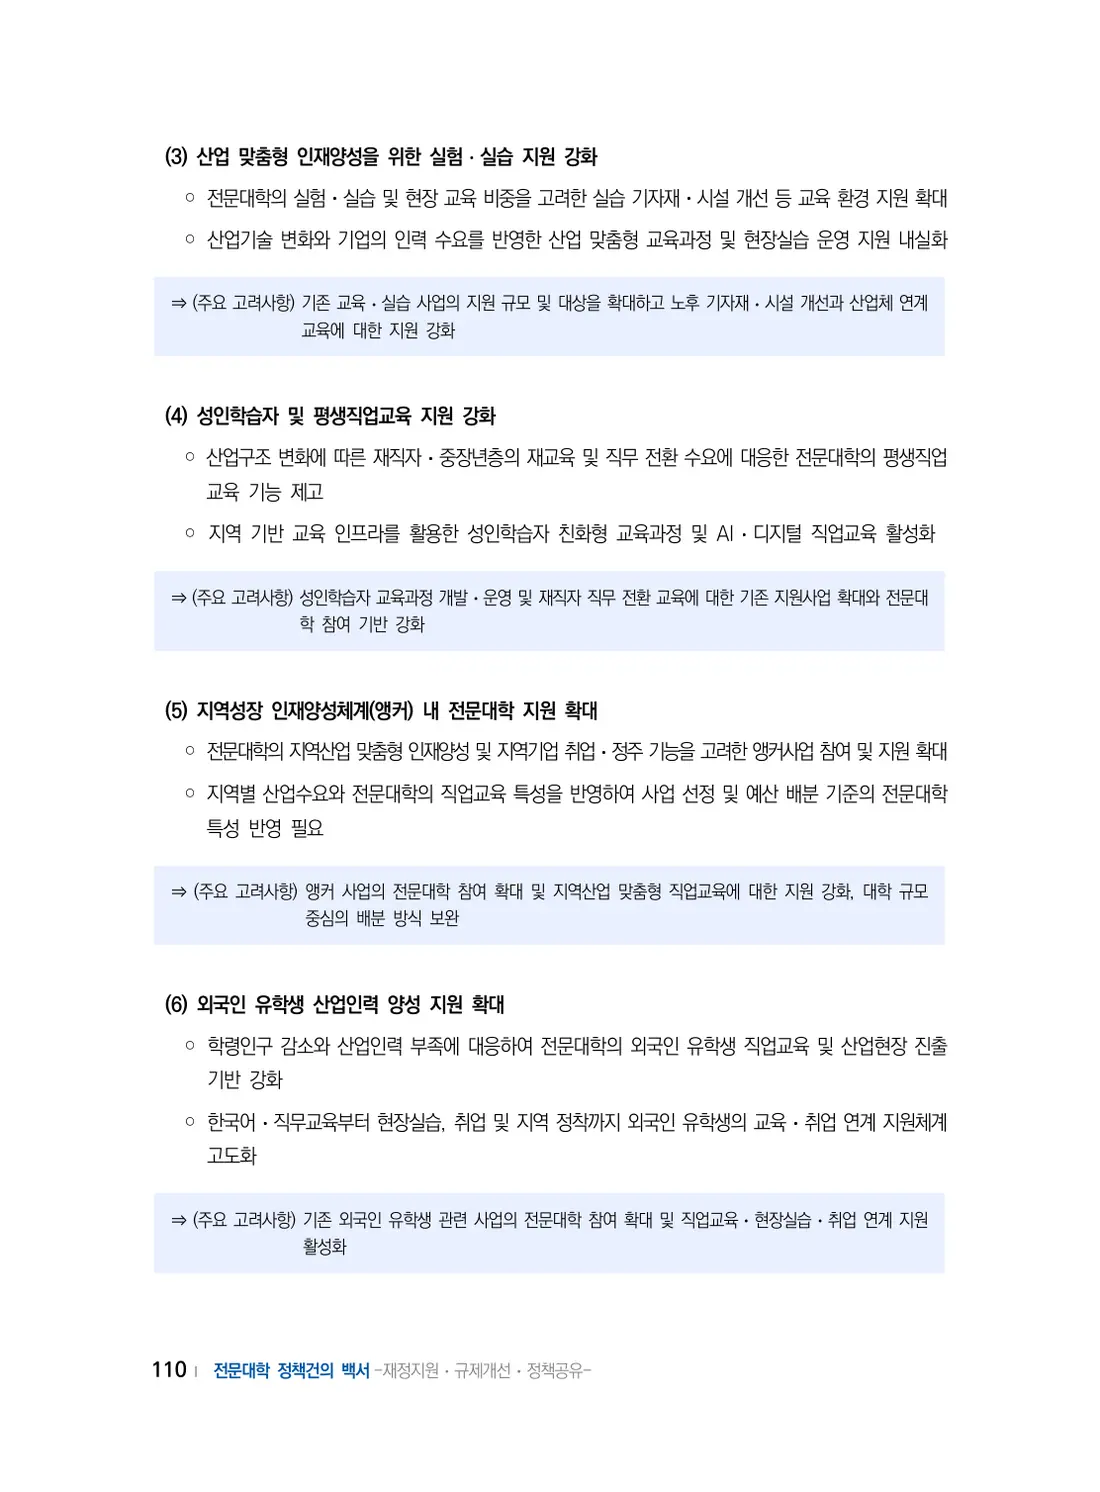 (3) 산업 맞춤형 인재양성을 위한 실험·실습 지원 강화
○ 전문대학의 실험·실습 및 현장 교육 비중을 고려한 실습 기자재·시설 개선 등 교육 환경 지원 확대
○ 산업기술 변화와 기업의 인력 수요를 반영한 산업 맞춤형 교육과정 및 현장실습 운영 지원 내실화
⇒ (주요 고려사항) 기존 교육·실습 사업의 지원 규모 및 대상을 확대하고 노후 기자재·시설 개선과 산업체 연계
교육에 대한 지원 강화
(4) 성인학습자 및 평생직업교육 지원 강화
○ 산업구조 변화에 따른 재직자·중장년층의 재교육 및 직무 전환 수요에 대응한 전문대학의 평생직업
교육 기능 제고
○ 지역 기반 교육 인프라를 활용한 성인학습자 친화형 교육과정 및 AI·디지털 직업교육 활성화
⇒ (주요 고려사항) 성인학습자 교육과정 개발·운영 및 재직자 직무 전환 교육에 대한 기존 지원사업 확대와 전문대
학 참여 기반 강화
(5) 지역성장 인재양성체계(앵커) 내 전문대학 지원 확대
○ 전문대학의 지역산업 맞춤형 인재양성 및 지역기업 취업·정주 기능을 고려한 앵커사업 참여 및 지원 확대
○ 지역별 산업수요와 전문대학의 직업교육 특성을 반영하여 사업 선정 및 예산 배분 기준의 전문대학
특성 반영 필요
⇒ (주요 고려사항) 앵커 사업의 전문대학 참여 확대 및 지역산업 맞춤형 직업교육에 대한 지원 강화, 대학 규모
중심의 배분 방식 보완
(6) 외국인 유학생 산업인력 양성 지원 확대
○ 학령인구 감소와 산업인력 부족에 대응하여 전문대학의 외국인 유학생 직업교육 및 산업현장 진출
기반 강화
○ 한국어·직무교육부터 현장실습, 취업 및 지역 정착까지 외국인 유학생의 교육·취업 연계 지원체계
고도화
⇒ (주요 고려사항) 기존 외국인 유학생 관련 사업의 전문대학 참여 확대 및 직업교육·현장실습·취업 연계 지원
활성화
110 | 전문대학 정책건의 백서 -재정지원·규제개선·정책공유-